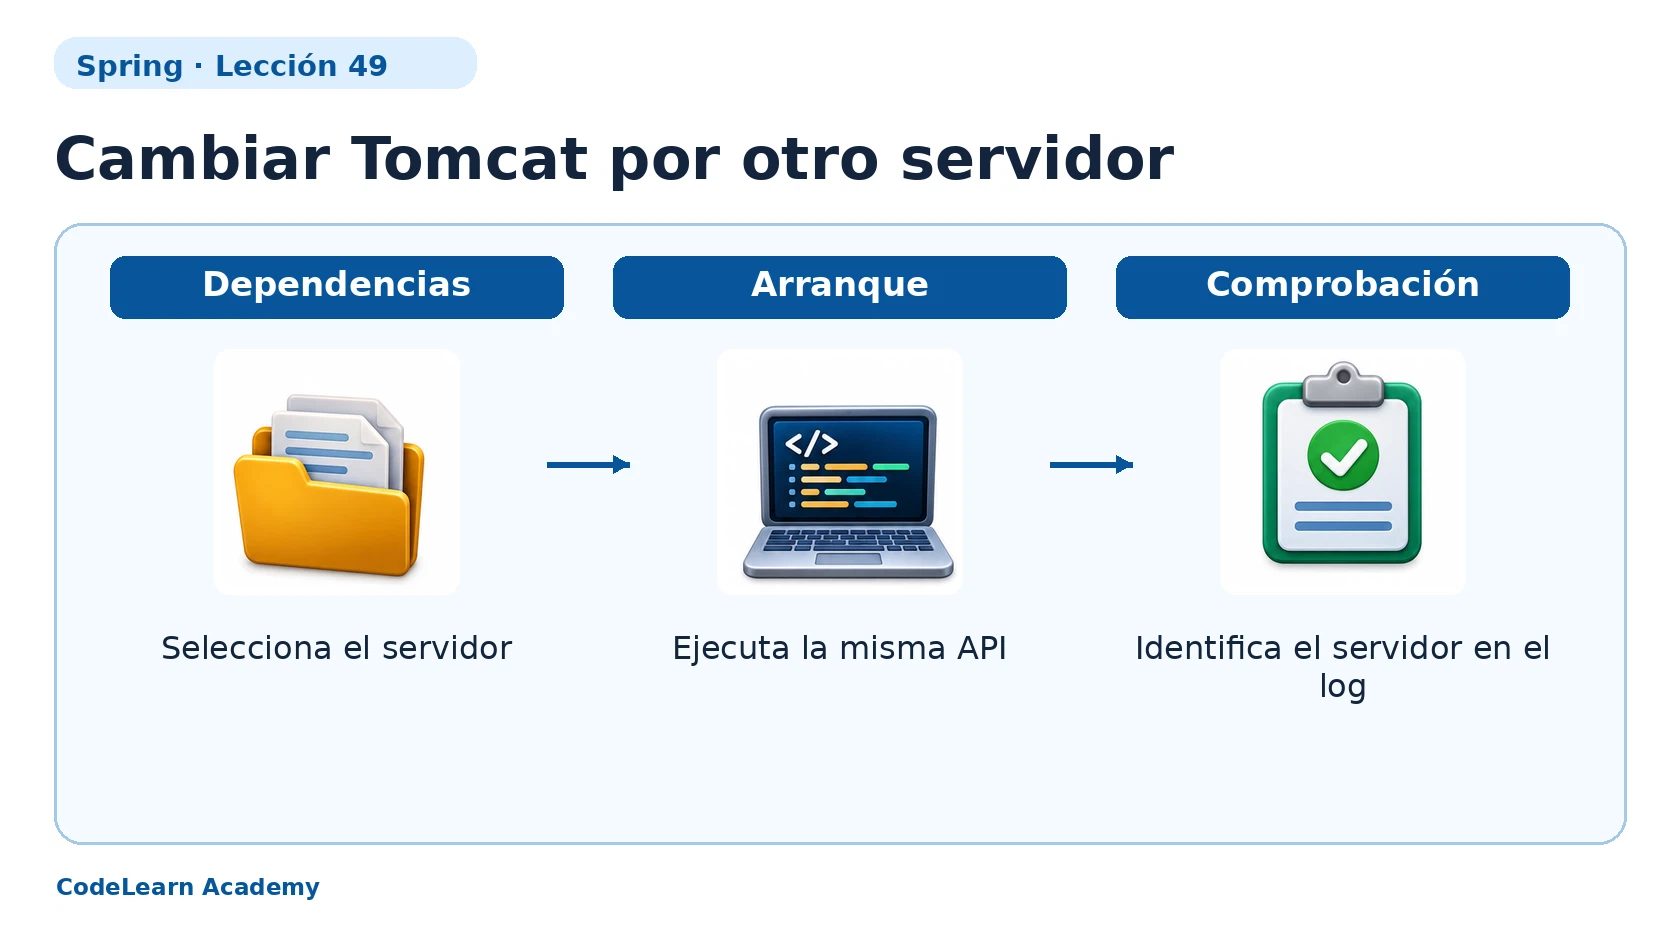 Spring · Lección 49
Cambiar Tomcat por otro servidor
Dependencias
Arranque
Comprobación
</>
Selecciona el servidor
Ejecuta la misma API
Identifica el servidor en el
log
CodeLearn Academy